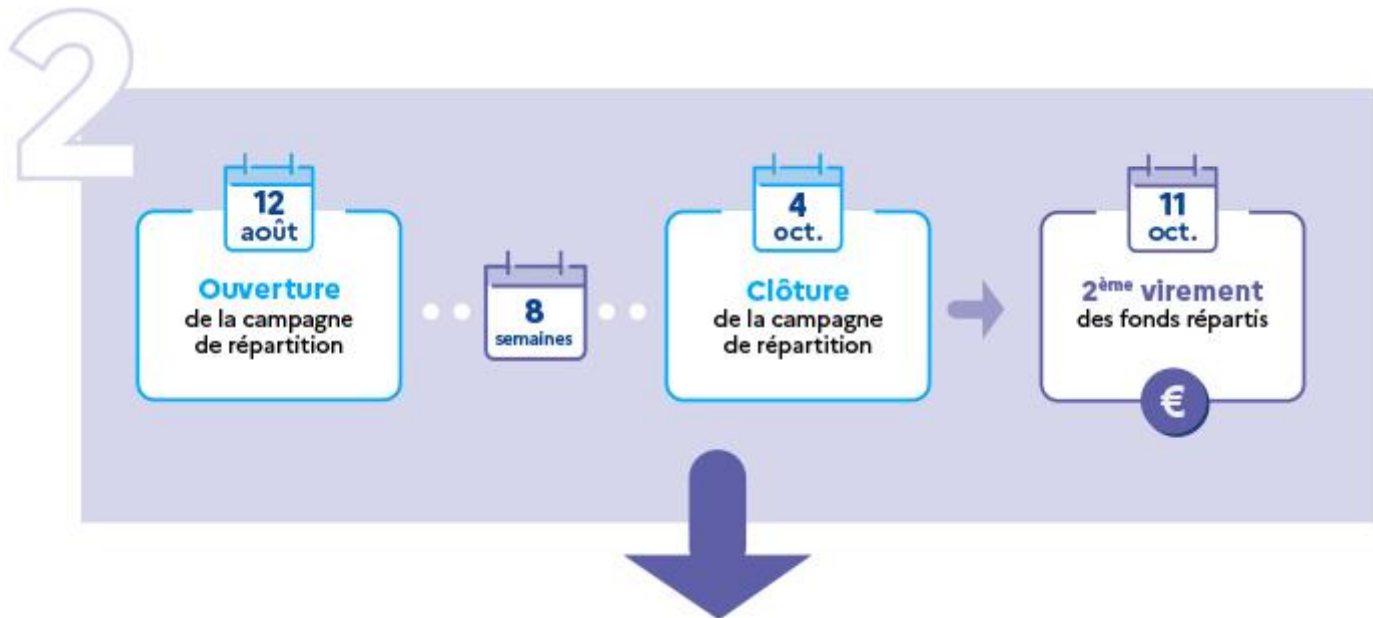 2
12
août
Ouverture
de la campagne
de répartition
8
semaines
4
oct.
Clôture
de la campagne
de répartition
11
oct.
2ème virement
des fonds répartis
€